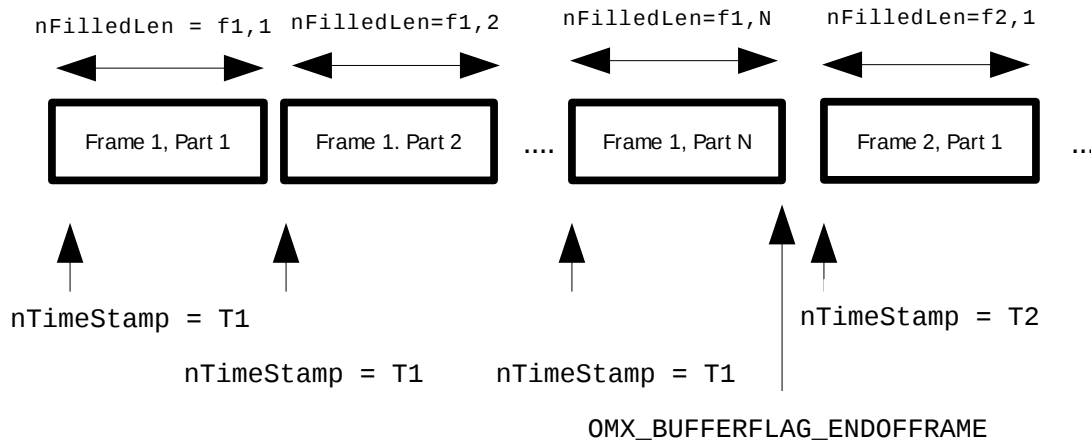 nFilledLen = f1,1
nFilledLen=f1,2
nFilledLen=f1,N
nFilledLen=f2,1
Frame 1, Part 1
Frame 1. Part 2
....
Frame 1, Part N
Frame 2, Part 1
...
nTimeStamp = T1
nTimeStamp = T2
nTimeStamp = T1
nTimeStamp = T1
OMX_BUFFERFLAG_ENDOFFRAME